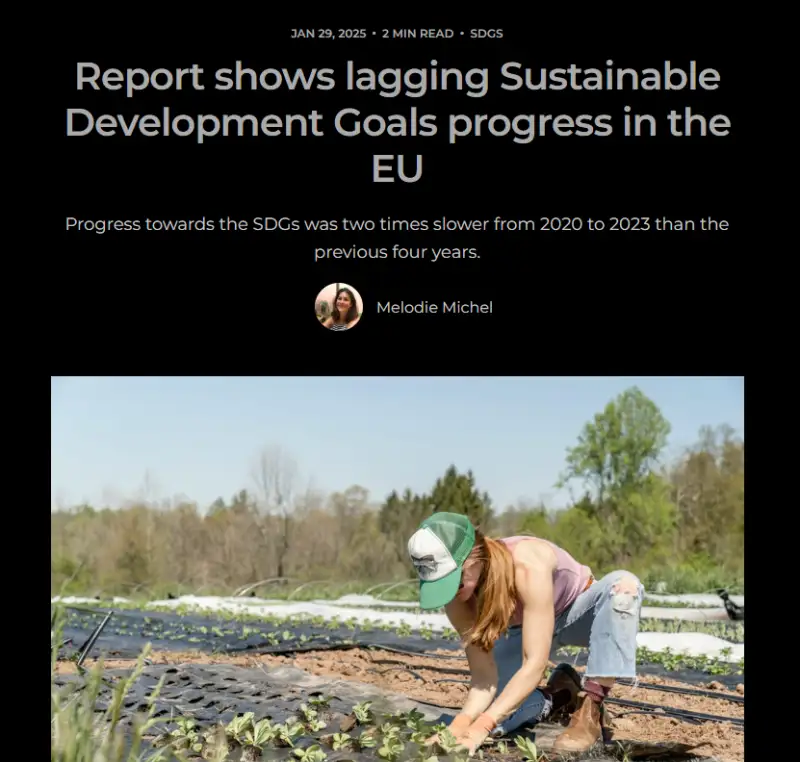 JAN 29, 2025 • 2 MIN READ • SDGS
Report shows lagging Sustainable
Development Goals progress in the
EU
Progress towards the SDGs was two times slower from 2020 to 2023 than the
previous four years.
Melodie Michel